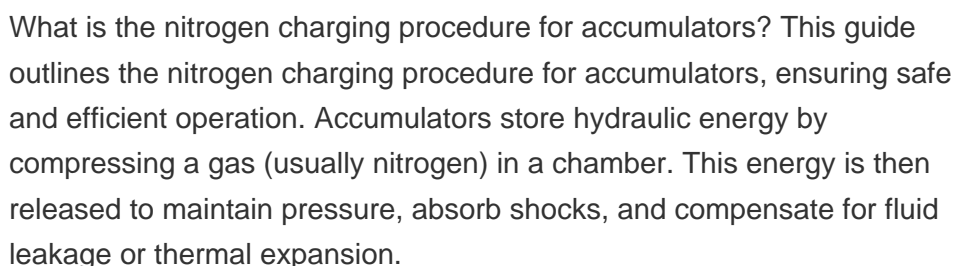 What is the nitrogen charging procedure for accumulators? This guide
outlines the nitrogen charging procedure for accumulators, ensuring safe
and efficient operation. Accumulators store hydraulic energy by
compressing a gas (usually nitrogen) in a chamber. This energy is then
released to maintain pressure, absorb shocks, and compensate for fluid
leakage or thermal expansion.